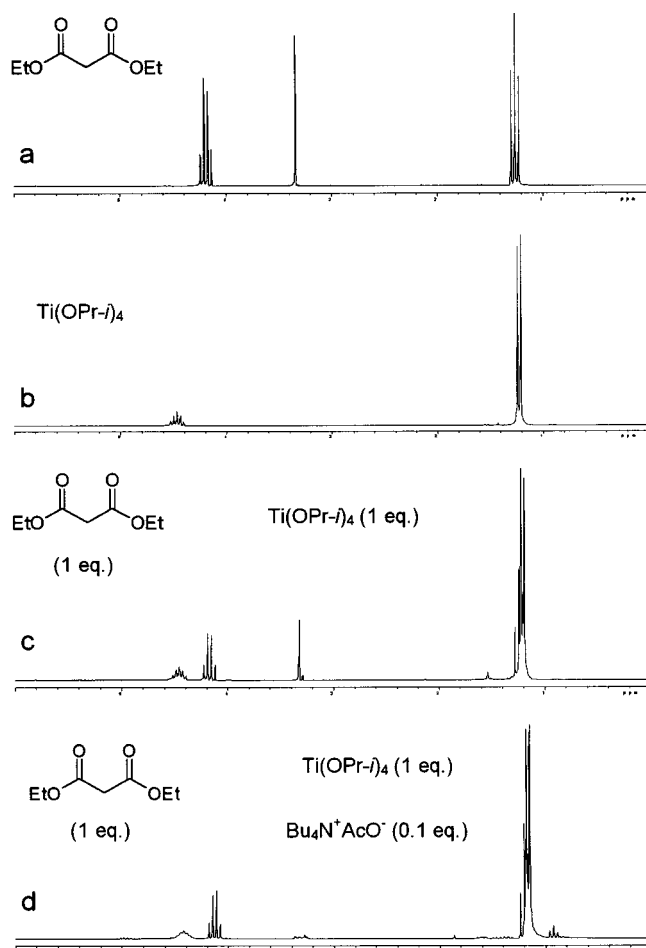 O O
EtO OEt
a
Ti(OPr-i)₄
b
O O
EtO OEt
Ti(OPr-i)₄ (1 eq.)
(1 eq.)
c
O O
EtO OEt
Ti(OPr-i)₄ (1 eq.)
(1 eq.)
Bu₄N⁺AcO⁻ (0.1 eq.)
d